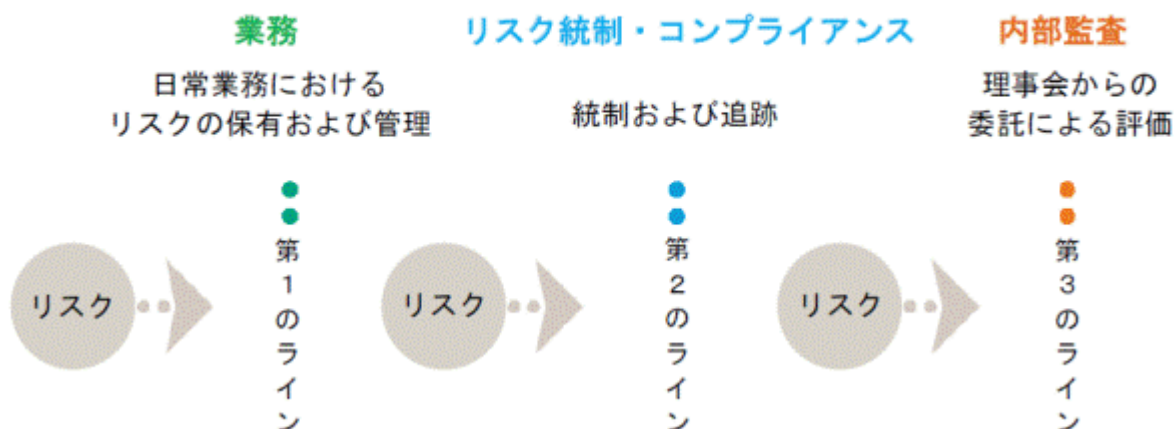 業務
リスク統制・コンプライアンス
内部監査
日常業務における
リスクの保有および管理
統制および追跡
理事会からの
委託による評価
リスク
第1のライン
リスク
第2のライン
リスク
第3のライン